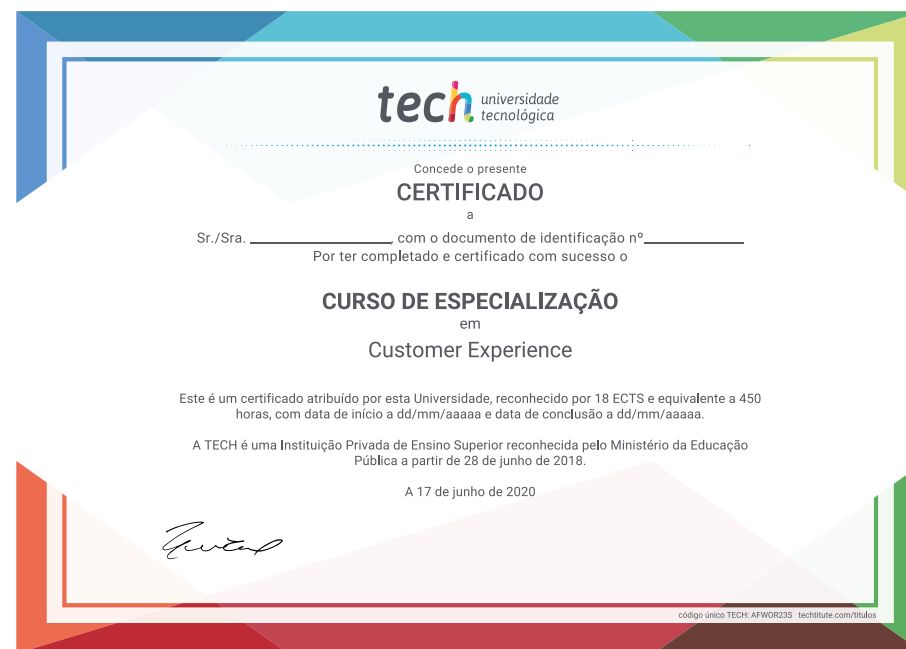 tech universidade
tecnológica
Concede o presente
CERTIFICADO
a
Sr./Sra. ____________________, com o documento de identificação nº______________
Por ter completado e certificado com sucesso o
CURSO DE ESPECIALIZAÇÃO
em
Customer Experience
Este é um certificado atribuído por esta Universidade, reconhecido por 18 ECTS e equivalente a 450
horas, com data de início a dd/mm/aaaaa e data de conclusão a dd/mm/aaaaa.
A TECH é uma Instituição Privada de Ensino Superior reconhecida pelo Ministério da Educação
Pública a partir de 28 de junho de 2018.
A 17 de junho de 2020
código único TECH: AFWOR23S techtitute.com/titulos